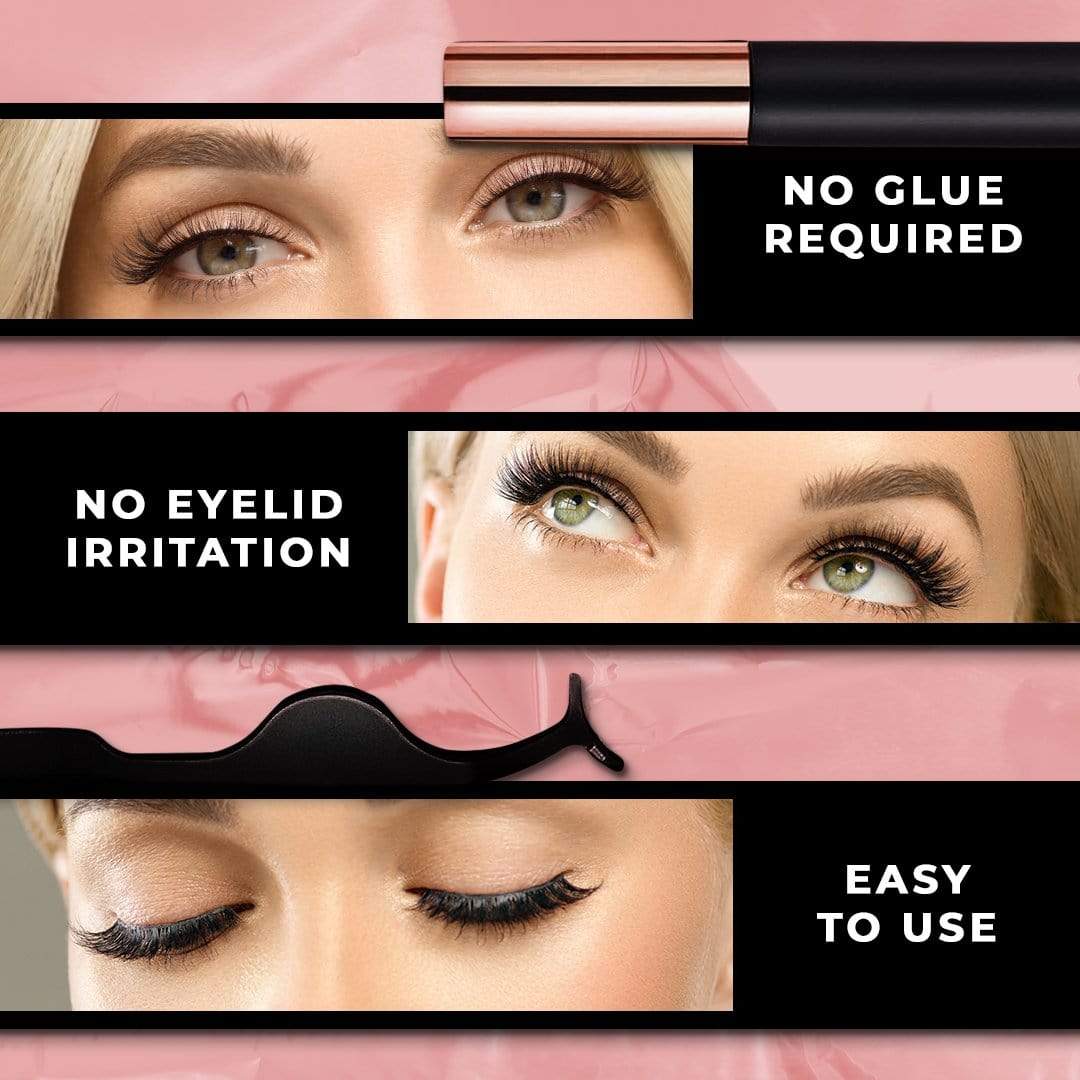 NO GLUE
REQUIRED
NO EYELID
IRRITATION
EASY
TO USE